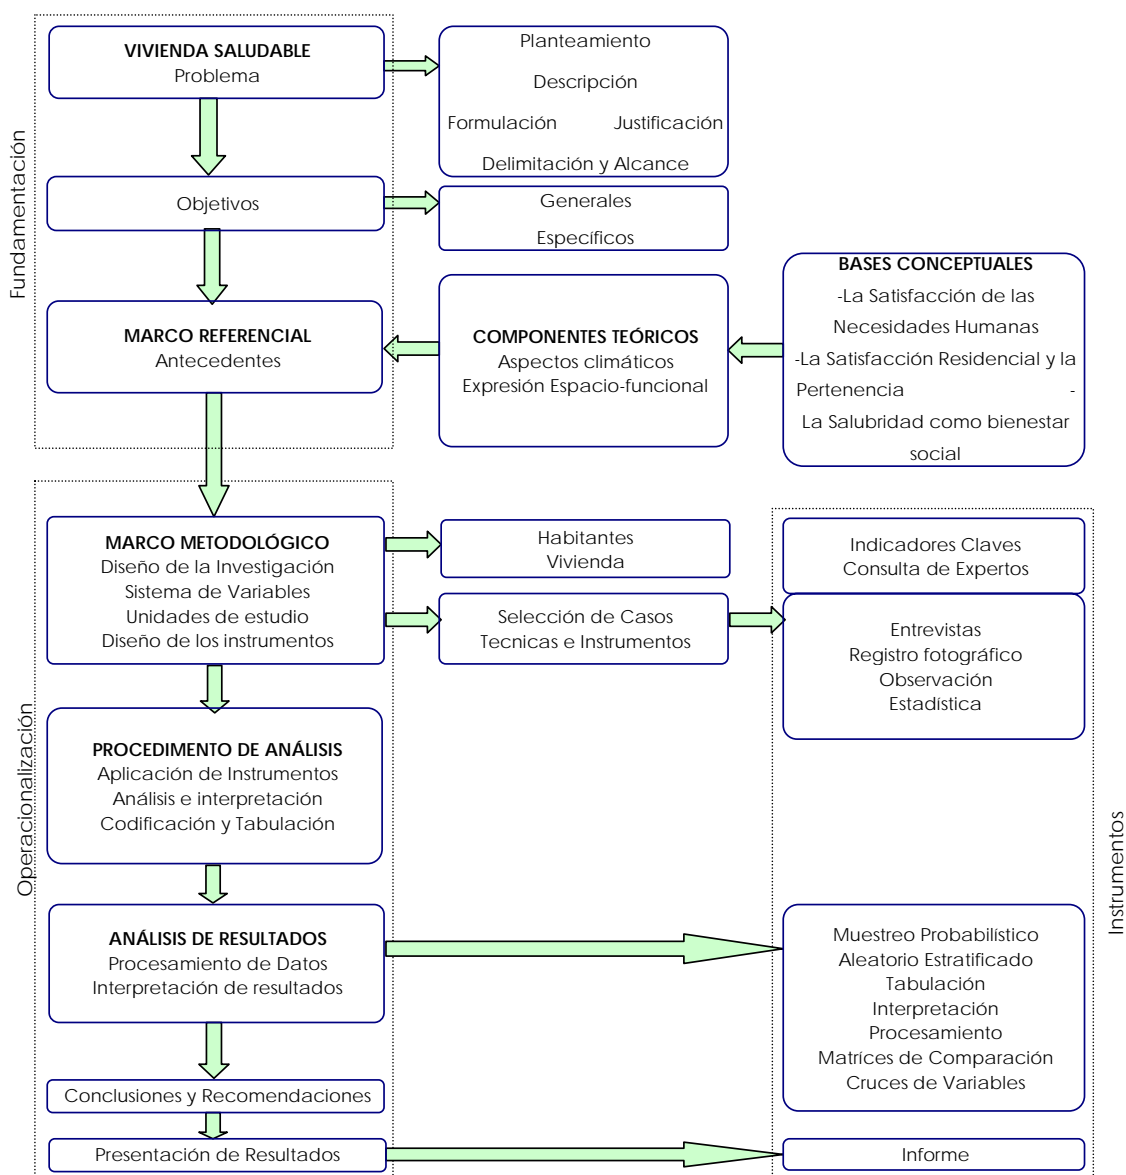 Fundamentación
VIVIENDA SALUDABLE
Problema
Planteamiento
Descripción
Formulación Justificación
Delimitación y Alcance
Objetivos
Generales
Específicos
MARCO REFERENCIAL
Antecedentes
COMPONENTES TEÓRICOS
Aspectos climáticos
Expresión Espacio-funcional
BASES CONCEPTUALES
-La Satisfacción de las
Necesidades Humanas
-La Satisfacción Residencial y la
Pertenencia -
La Salubridad como bienestar
social
Operacionalización
MARCO METODOLÓGICO
Diseño de la Investigación
Sistema de Variables
Unidades de estudio
Diseño de los instrumentos
Habitantes
Vivienda
Selección de Casos
Tecnicas e Instrumentos
Instrumentos
Indicadores Claves
Consulta de Expertos
Entrevistas
Registro fotográfico
Observación
Estadística
PROCEDIMENTO DE ANÁLISIS
Aplicación de Instrumentos
Análisis e interpretación
Codificación y Tabulación
ANÁLISIS DE RESULTADOS
Procesamiento de Datos
Interpretación de resultados
Muestreo Probabilístico
Aleatorio Estratificado
Tabulación
Interpretación
Procesamiento
Matríces de Comparación
Cruces de Variables
Conclusiones y Recomendaciones
Presentación de Resultados
Informe